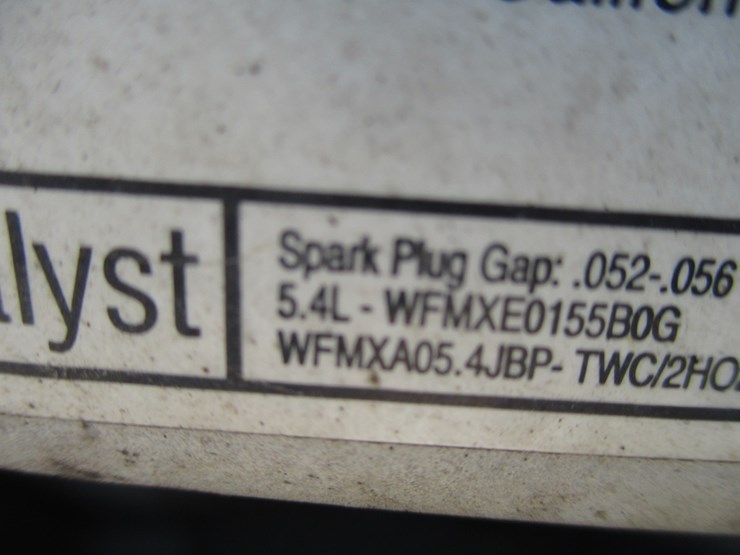 lyst
Spark Plug Gap: .052-.056
5.4L - WFMXE0155B0G
WFMXA05.4JBP- TWC/2HO